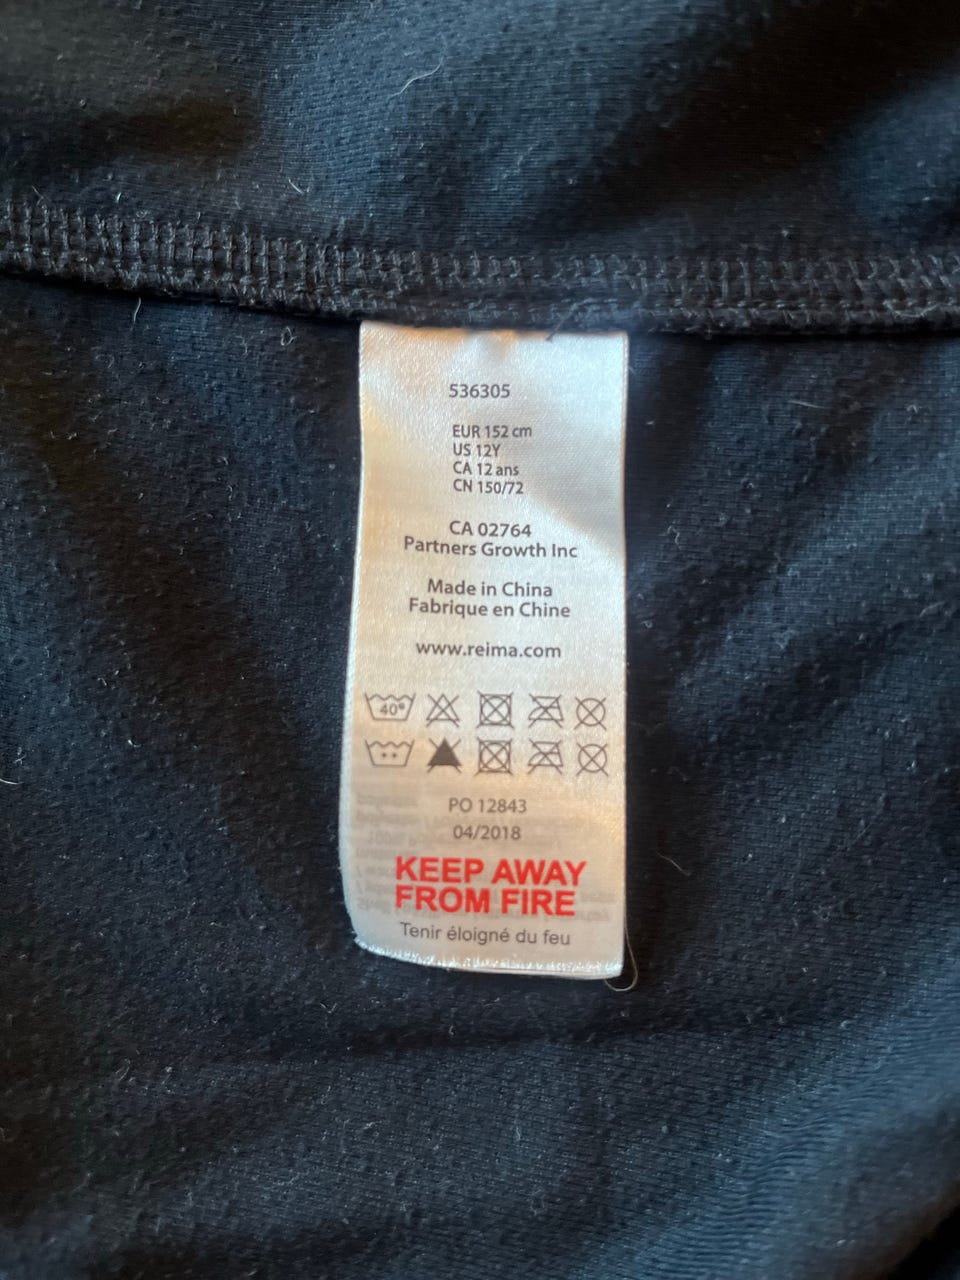 536305
EUR 152 cm
US 12Y
CA 12 ans
CN 150/72
CA 02764
Partners Growth Inc
Made in China
Fabrique en Chine
www.reima.com
40°
PO 12843
04/2018
KEEP AWAY
FROM FIRE
Tenir éloigné du feu